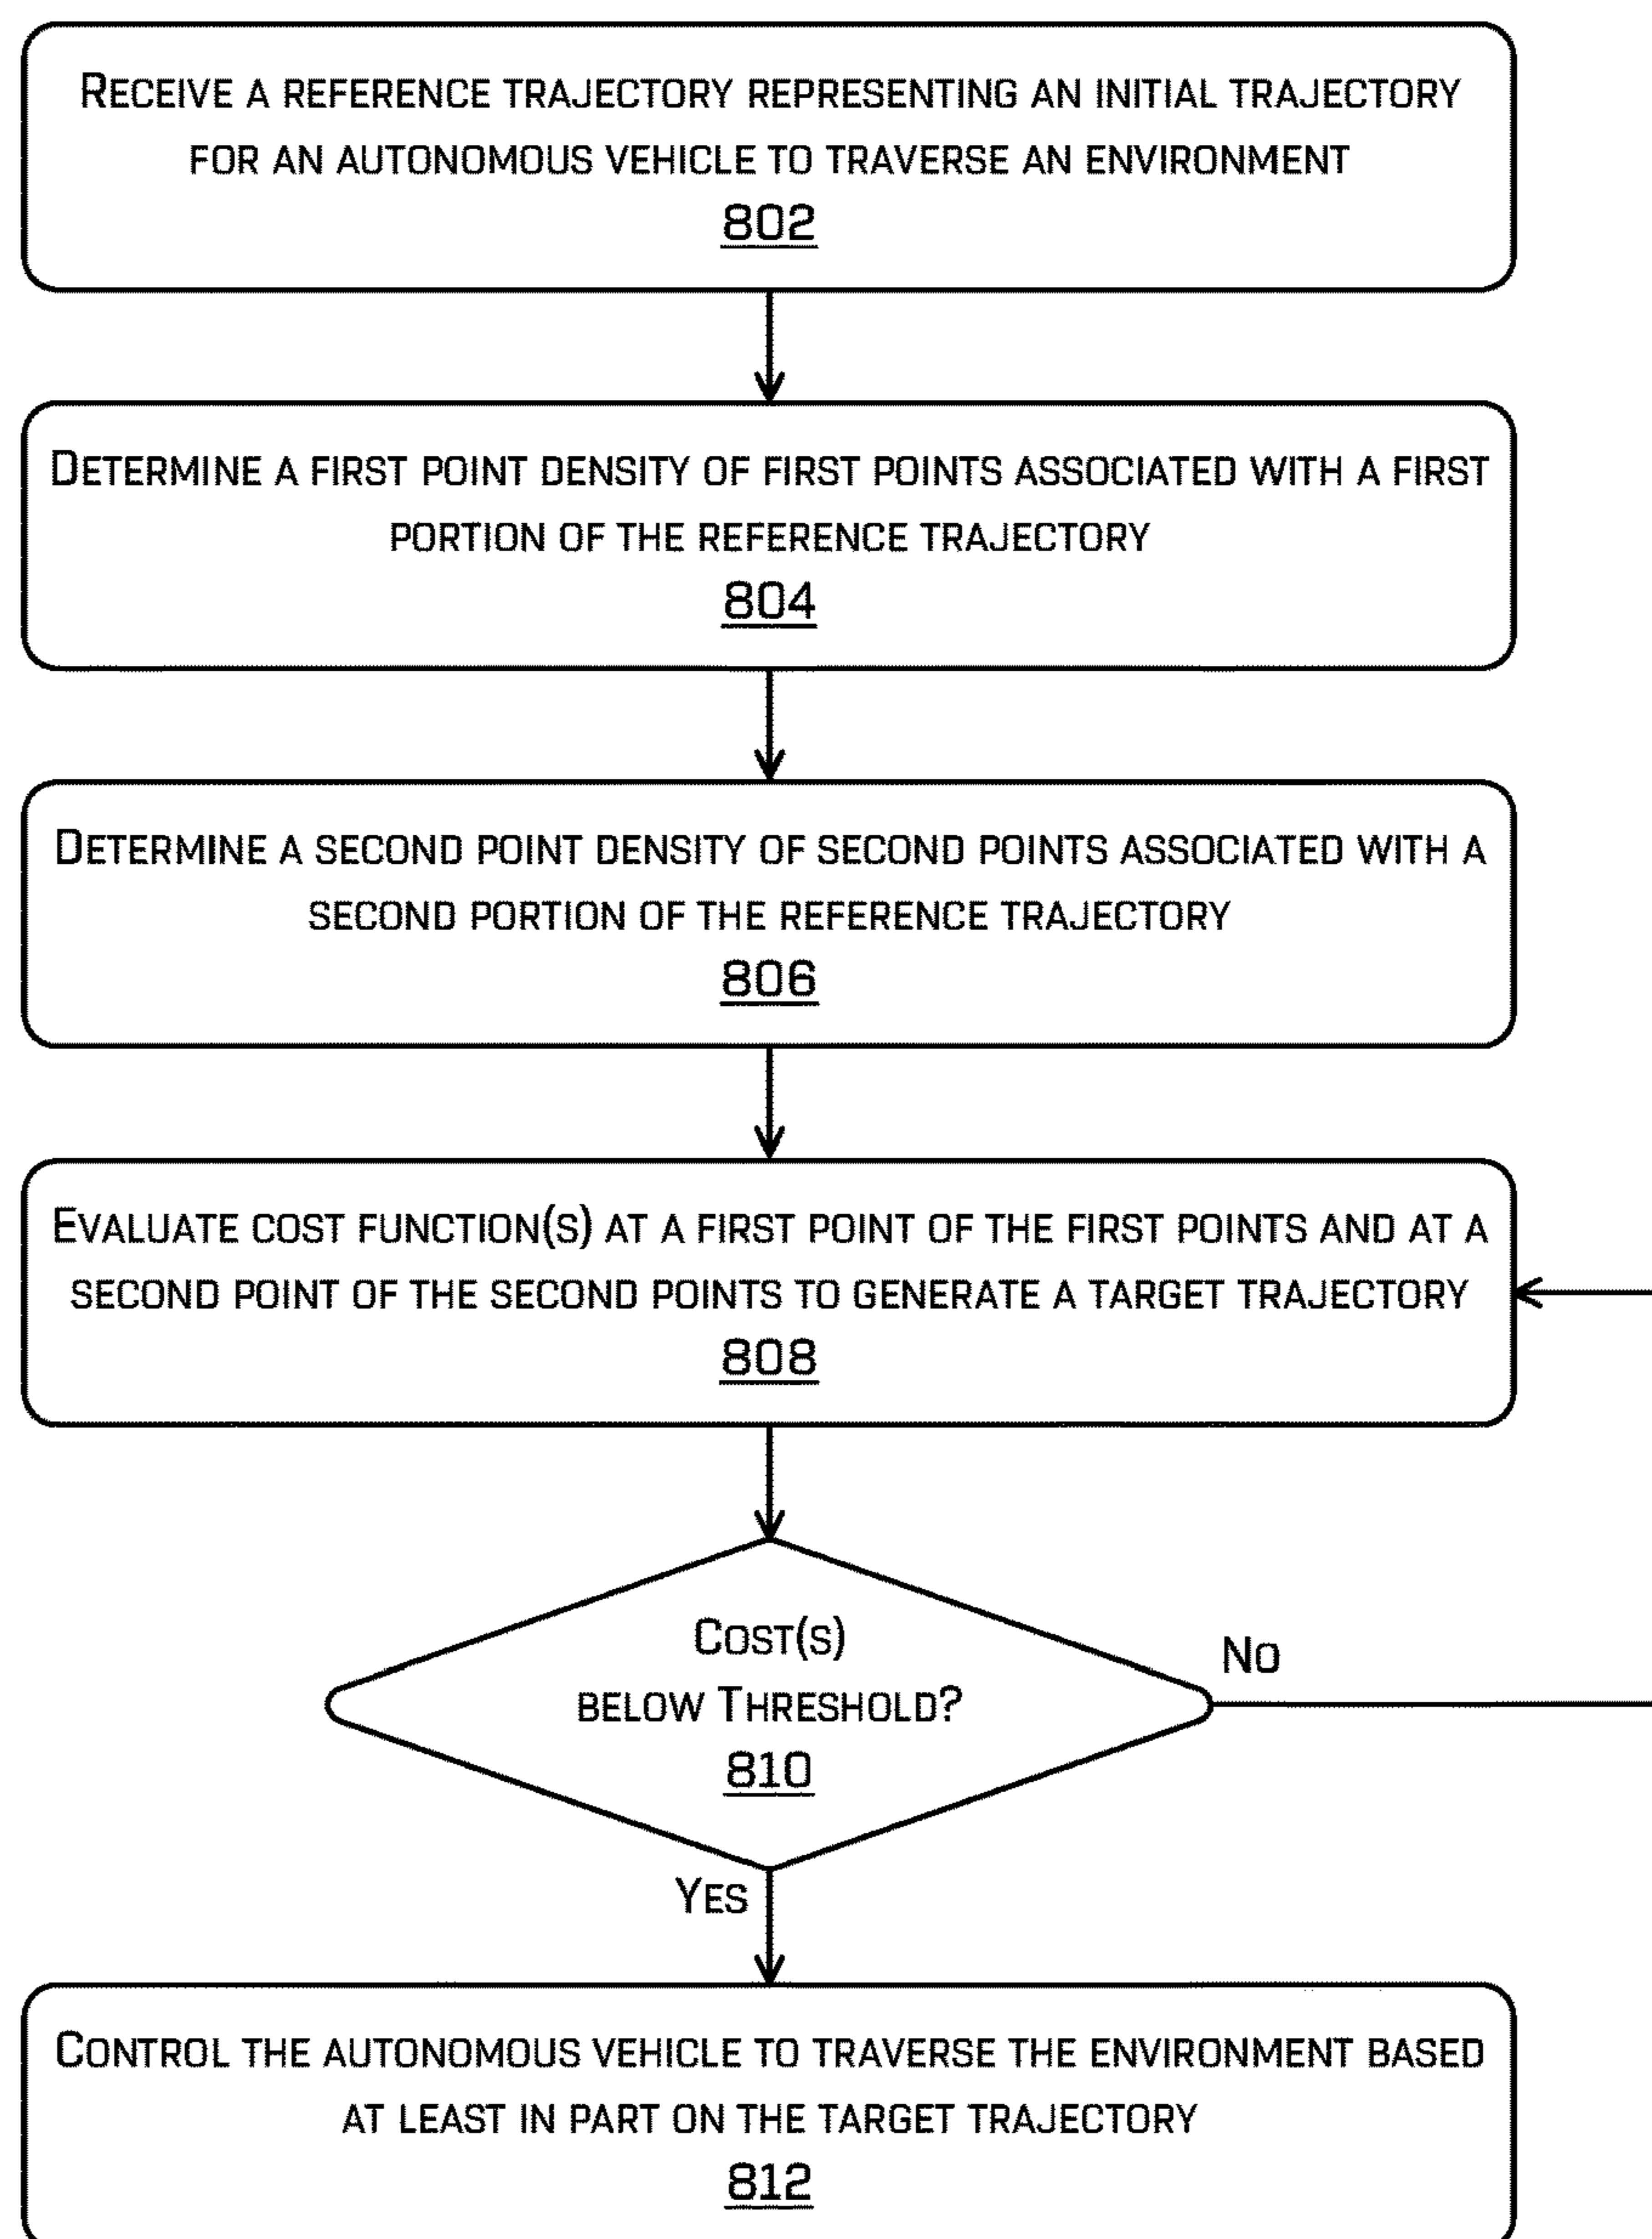 Receive a reference trajectory representing an initial trajectory
for an autonomous vehicle to traverse an environment
802
Determine a first point density of first points associated with a first
portion of the reference trajectory
804
Determine a second point density of second points associated with a
second portion of the reference trajectory
806
Evaluate cost function(s) at a first point of the first points and at a
second point of the second points to generate a target trajectory
808
Cost(s)
below Threshold?
810
No
Yes
Control the autonomous vehicle to traverse the environment based
at least in part on the target trajectory
812